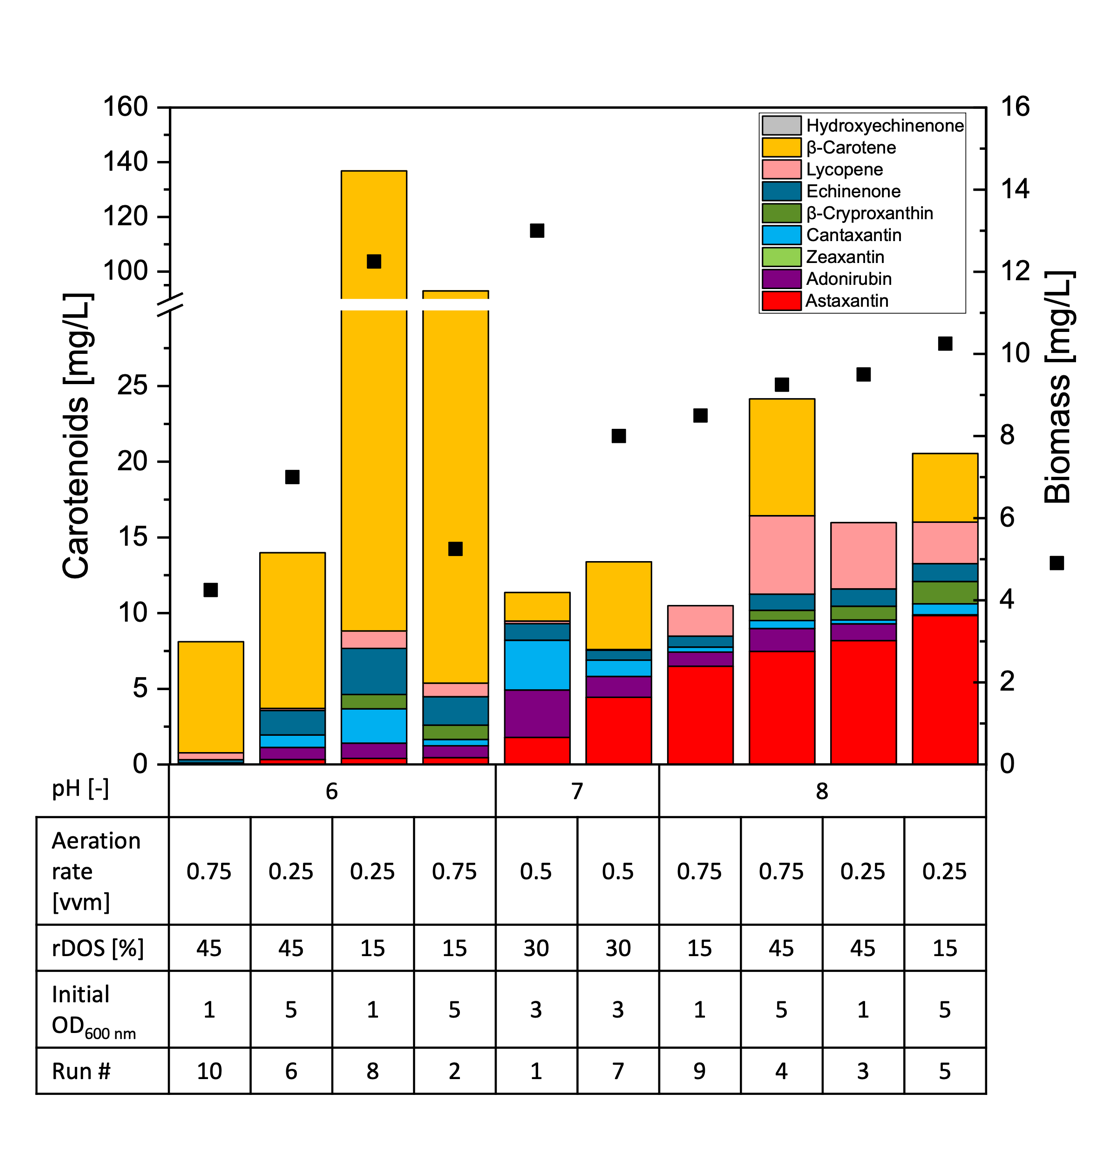 160
140
120
100
25
20
15
10
5
0
Carotenoids [mg/L]
16
14
12
10
8
6
4
2
0
Biomass [mg/L]
Hydroxyechinenone
β-Carotene
Lycopene
Echinenone
β-Cryproxanthin
Cantaxantin
Zeaxantin
Adonirubin
Astaxantin
pH [-] 6 7 8
Aeration
rate
[vvm]
0.75 0.25 0.25 0.75 0.5 0.5 0.75 0.75 0.25 0.25
rDOS [%] 45 45 15 15 30 30 15 45 45 15
Initial
OD600 nm
1 5 1 5 3 3 1 5 1 5
Run # 10 6 8 2 1 7 9 4 3 5